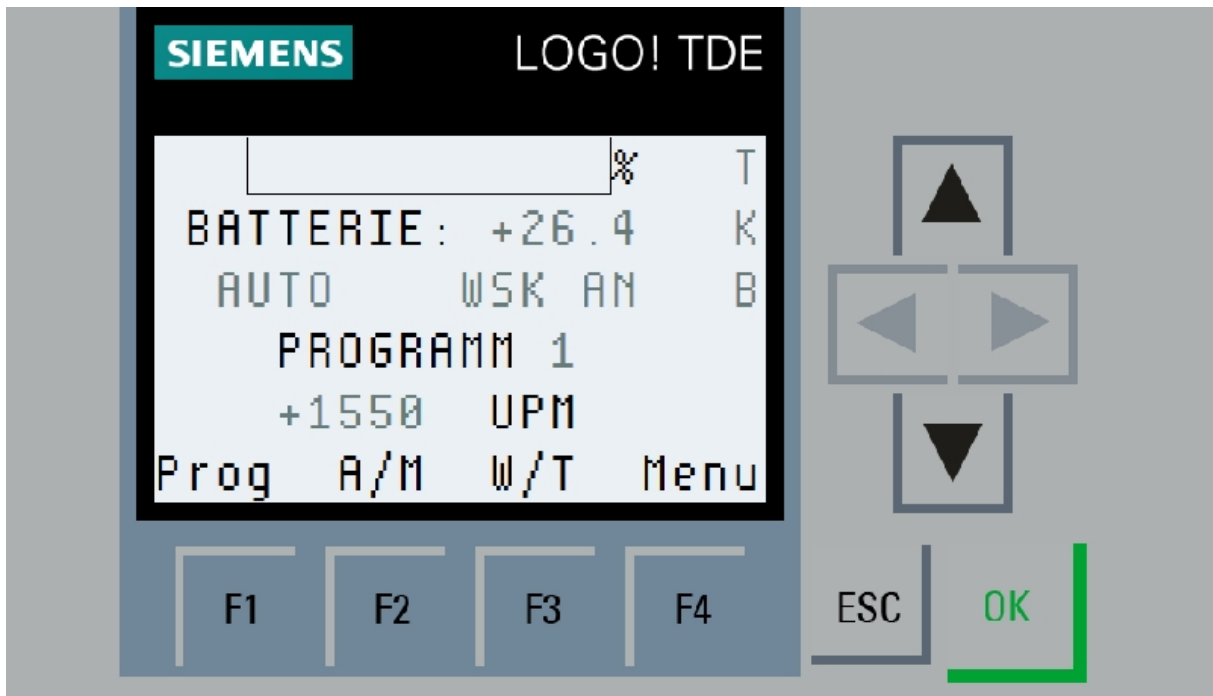 SIEMENS LOGO! TDE
% T
BATTERIE: +26.4 K
AUTO WSK AN B
PROGRAMM 1
+1550 UPM
Prog A/M W/T Menu
F1 F2 F3 F4 ESC OK